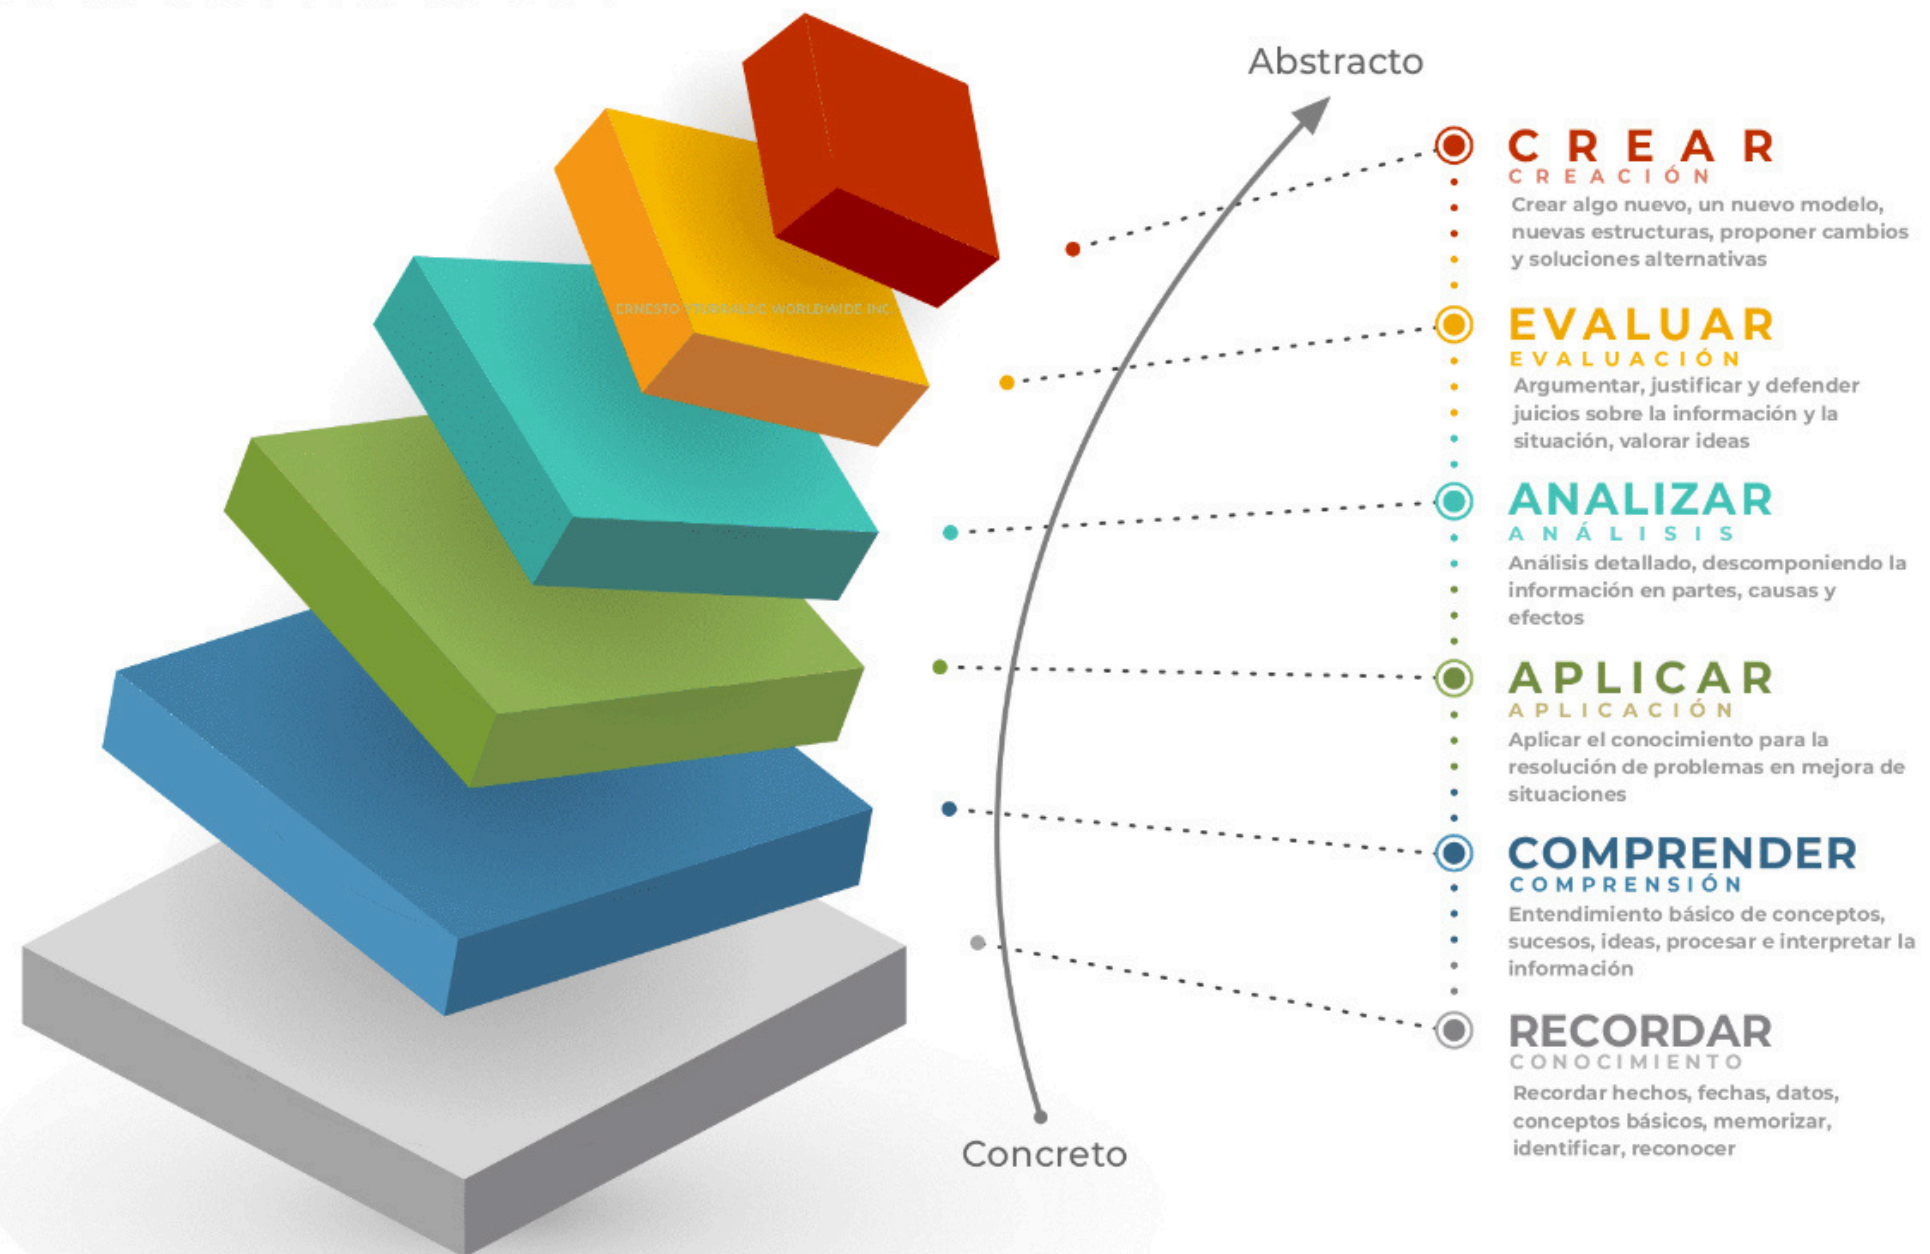 Abstracto
CREAR
CREACIÓN
Crear algo nuevo, un nuevo modelo,
nuevas estructuras, proponer cambios
y soluciones alternativas
EVALUAR
EVALUACIÓN
Argumentar, justificar y defender
juicios sobre la información y la
situación, valorar ideas
ERNESTO YTURRALDE WORLDWIDE INC
ANALIZAR
ANÁLISIS
Análisis detallado, descomponiendo la
información en partes, causas y
efectos
APLICAR
APLICACIÓN
Aplicar el conocimiento para la
resolución de problemas en mejora de
situaciones
COMPRENDER
COMPRENSIÓN
Entendimiento básico de conceptos,
sucesos, ideas, procesar e interpretar la
información
RECORDAR
CONOCIMIENTO
Recordar hechos, fechas, datos,
conceptos básicos, memorizar,
identificar, reconocer
Concreto